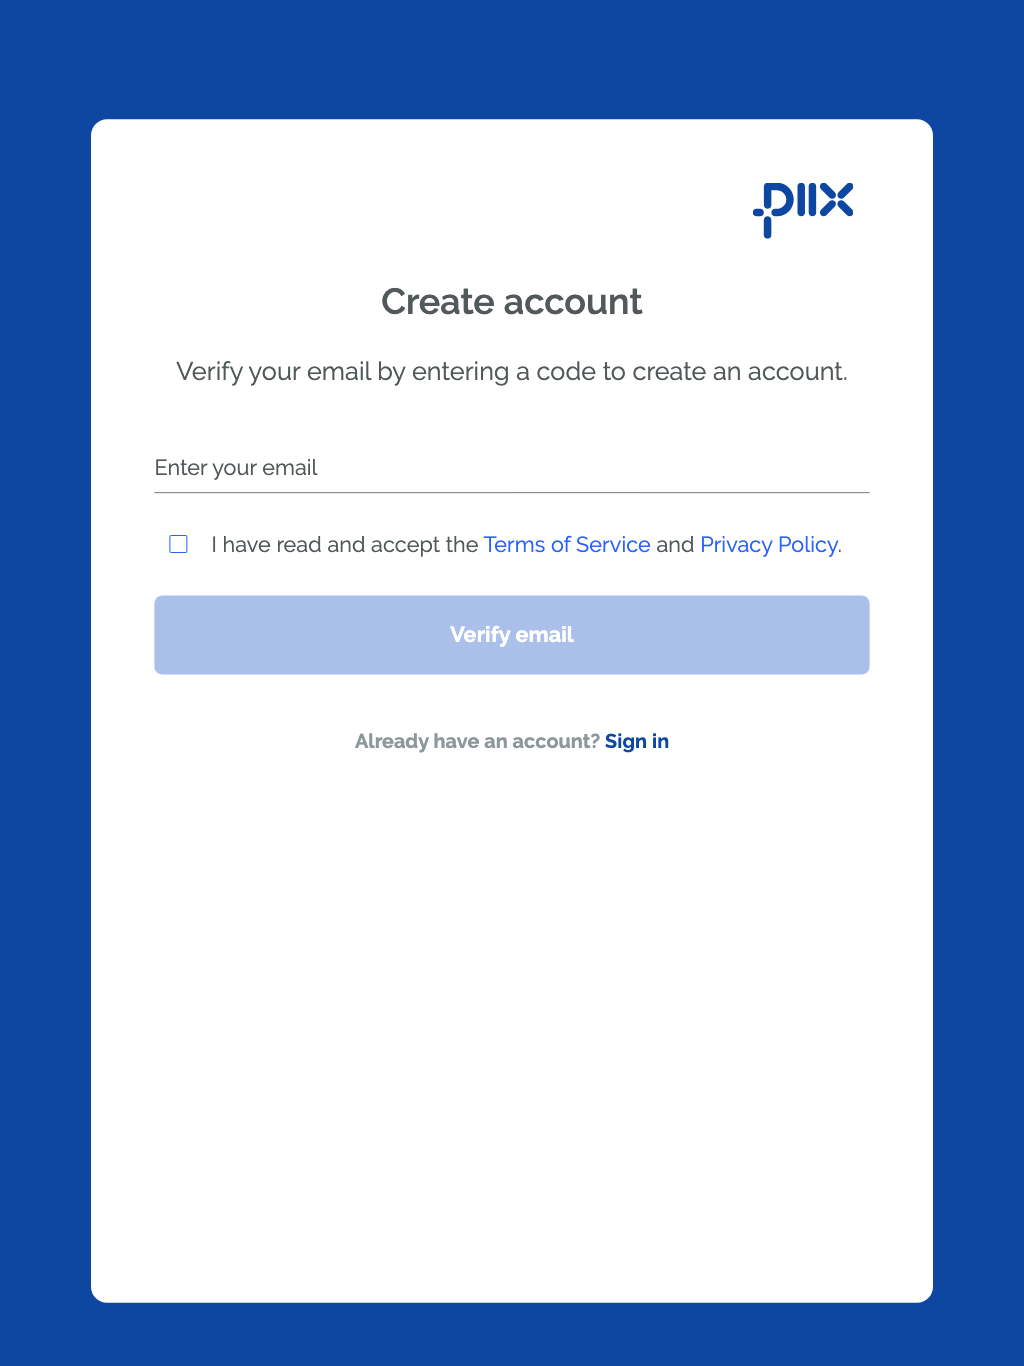 piix
Create account
Verify your email by entering a code to create an account.
Enter your email
I have read and accept the Terms of Service and Privacy Policy.
Verify email
Already have an account? Sign in